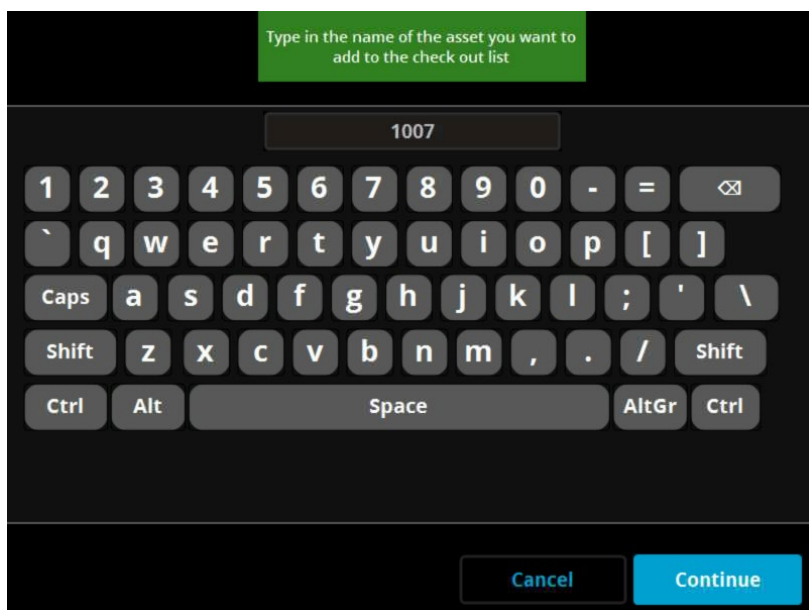 Type in the name of the asset you want to
add to the check out list
1007
1 2 3 4 5 6 7 8 9 0 - = ⌫
` q w e r t y u i o p [ ]
Caps a s d f g h j k l ; ' \
Shift z x c v b n m , . / Shift
Ctrl Alt Space AltGr Ctrl
Cancel Continue